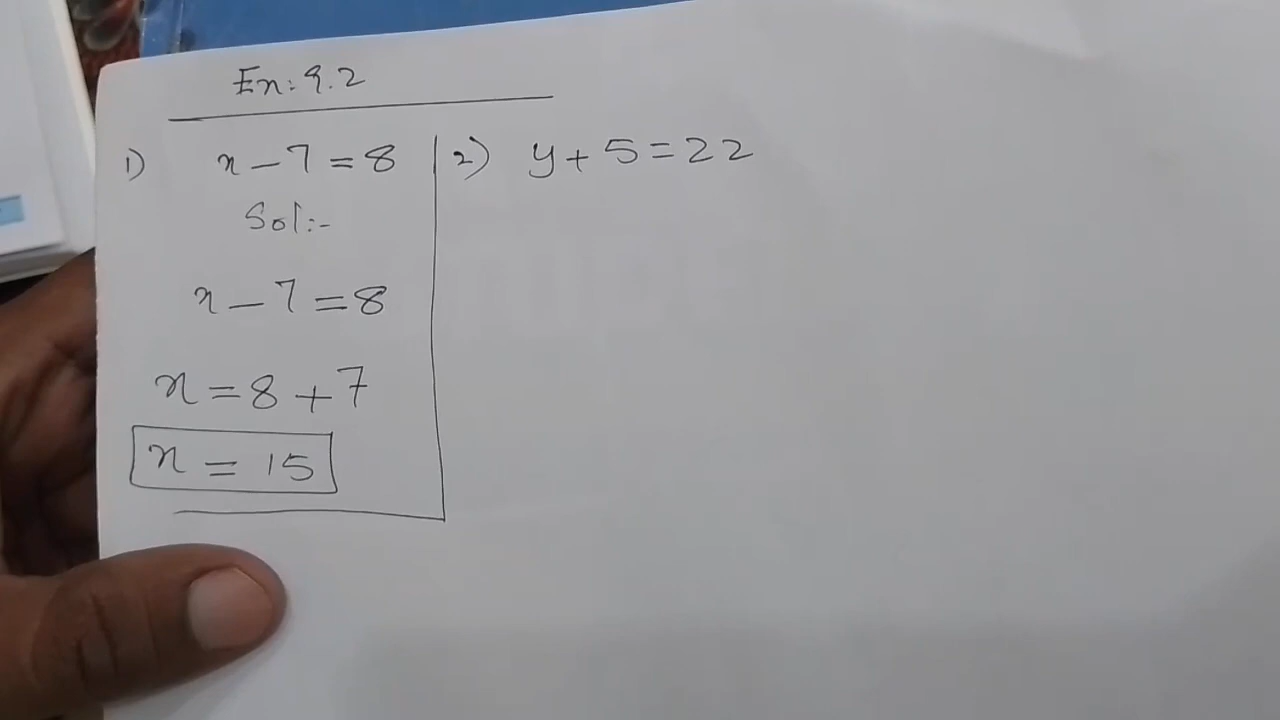 Ex: 9.2
1) x - 7 = 8
Sol:-
x - 7 = 8
x = 8 + 7
x = 15
2) y + 5 = 22